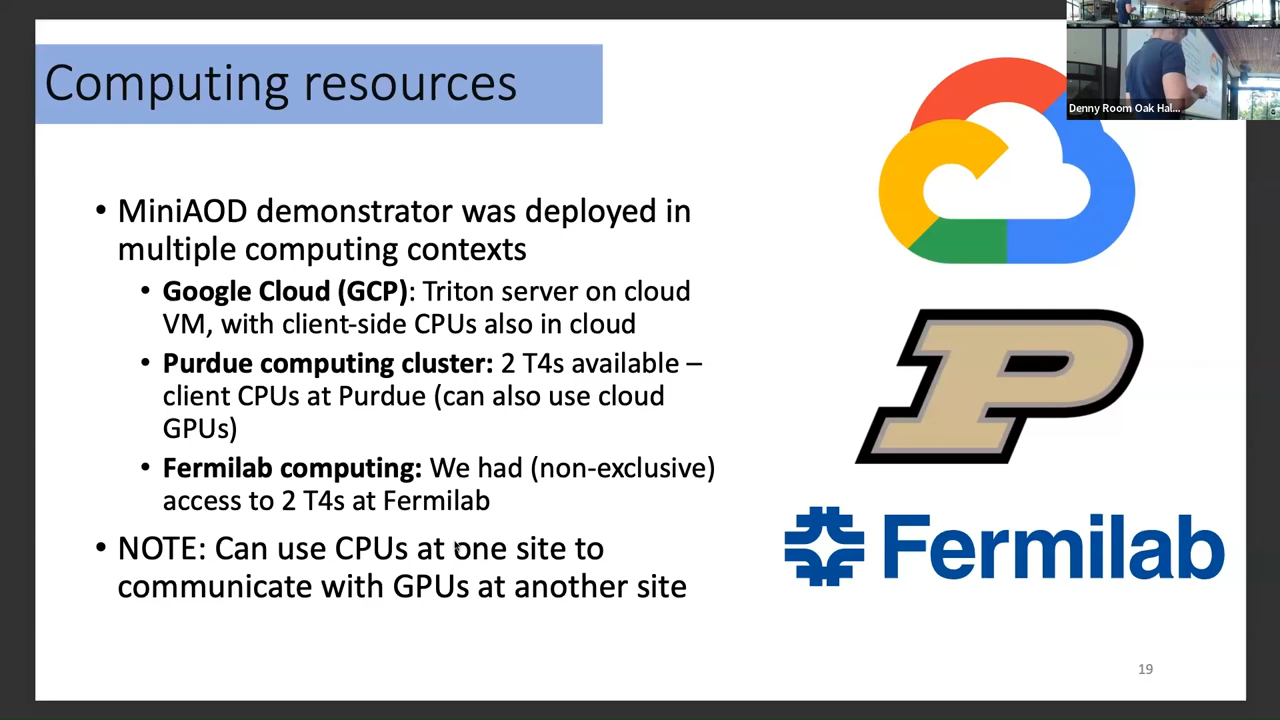 Computing resources
Denny Room Oak Hal...
• MiniAOD demonstrator was deployed in
multiple computing contexts
• Google Cloud (GCP): Triton server on cloud
VM, with client-side CPUs also in cloud
• Purdue computing cluster: 2 T4s available –
client CPUs at Purdue (can also use cloud
GPUs)
• Fermilab computing: We had (non-exclusive)
access to 2 T4s at Fermilab
• NOTE: Can use CPUs at one site to
communicate with GPUs at another site
P
Fermilab
19